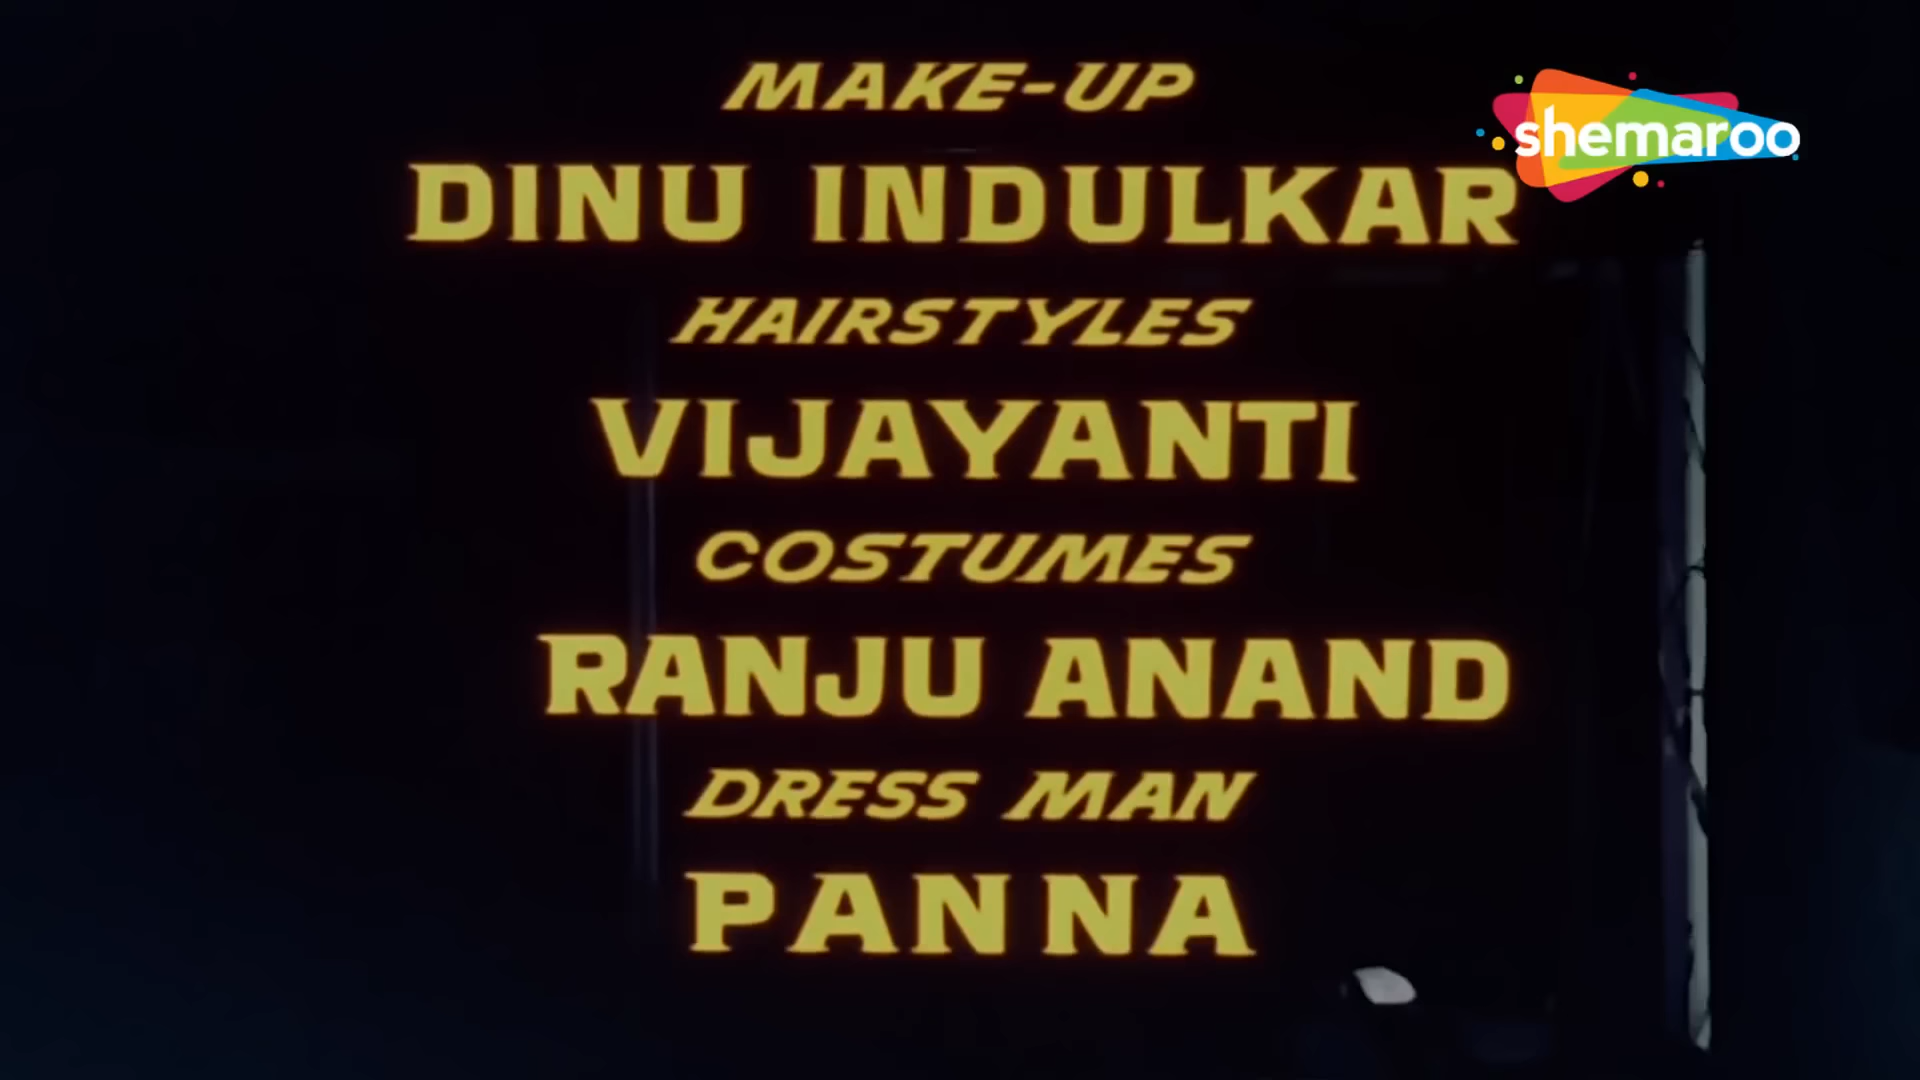 MAKE-UP
shemaroo
DINU INDULKAR
HAIRSTYLES
VIJAYANTI
COSTUMES
RANJU ANAND
DRESS MAN
PANNA